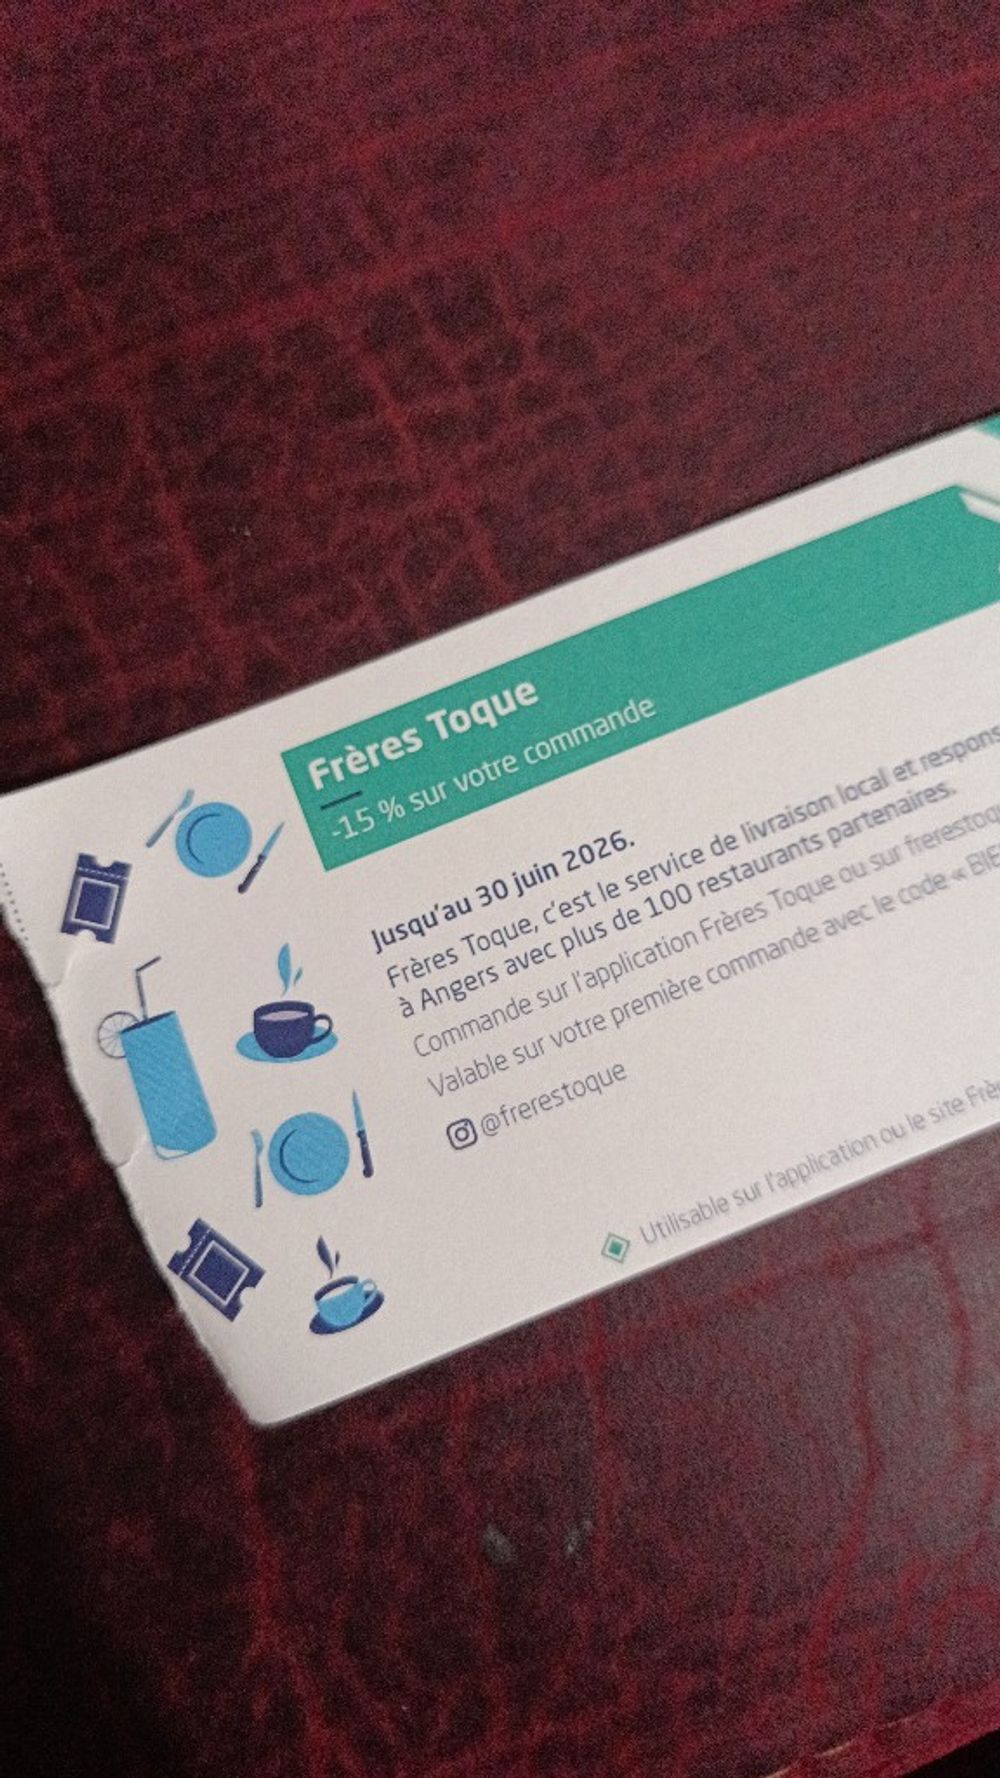 Frères Toque
-15 % sur votre commande
Jusqu'au 30 juin 2026.
Frères Toque, c'est le service de livraison local et
à Angers avec plus de 100 restaurants partenaires.
Commande sur l'application Frères Toque ou sur
Valable sur votre première commande avec le code «
@frerestoque
Utilisable sur l'application ou le site